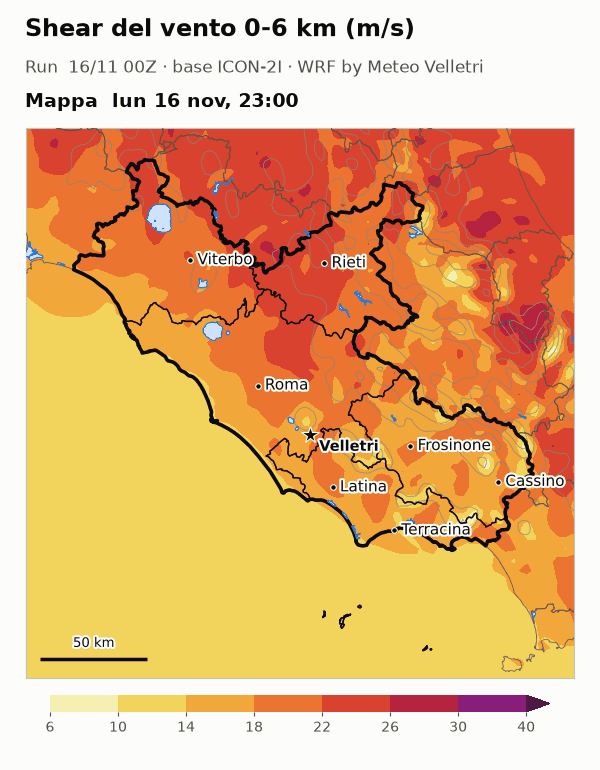 Shear del vento 0-6 km (m/s)
Run  16/11 00Z · base ICON-2I · WRF by Meteo Velletri
Mappa  lun 16 nov, 23:00
Viterbo
Rieti
Roma
Velletri
Frosinone
Latina
Cassino
Terracina
50 km
6 10 14 18 22 26 30 40